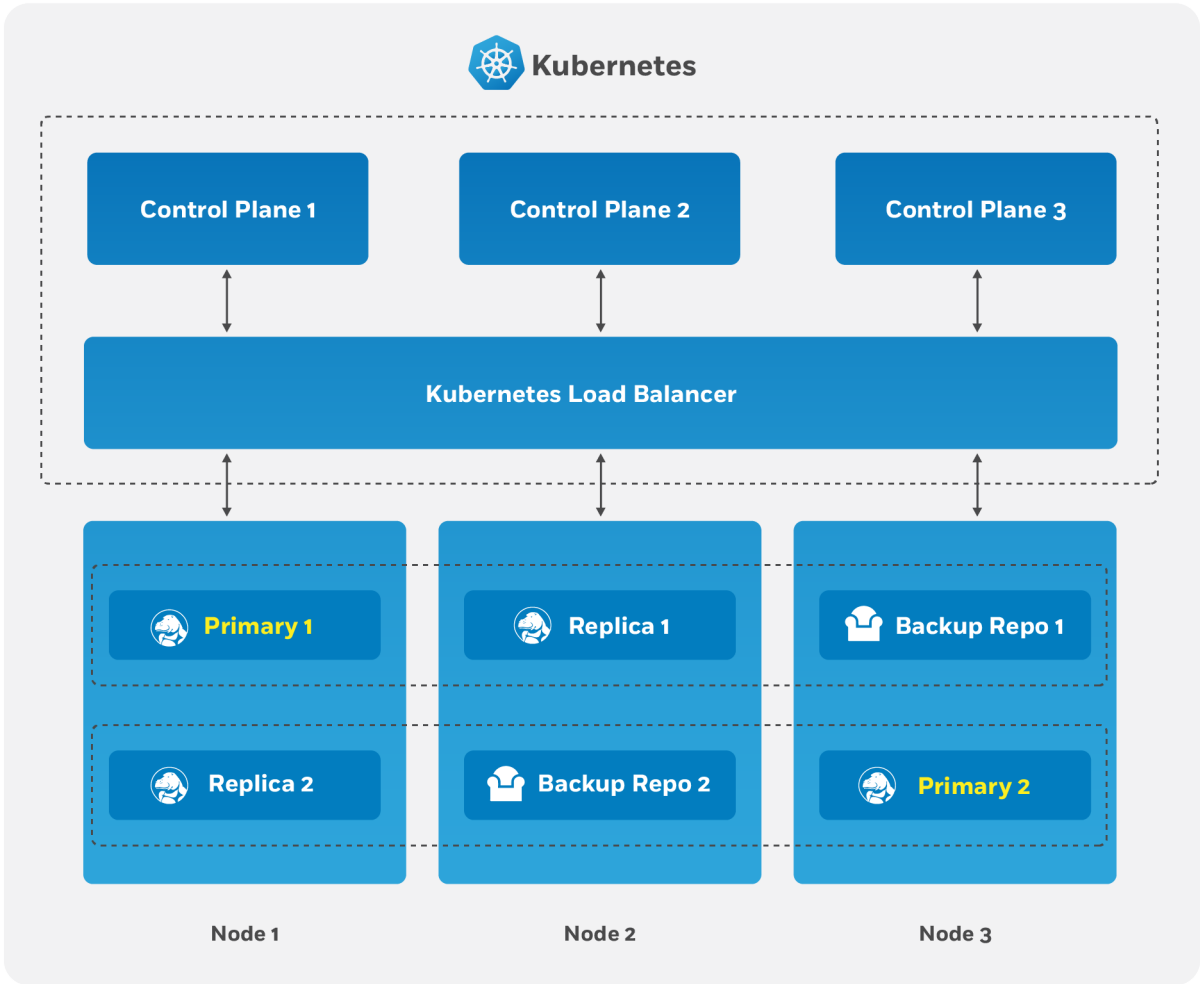 Kubernetes
Control Plane 1
Control Plane 2
Control Plane 3
Kubernetes Load Balancer
Primary 1
Replica 1
Backup Repo 1
Replica 2
Backup Repo 2
Primary 2
Node 1
Node 2
Node 3